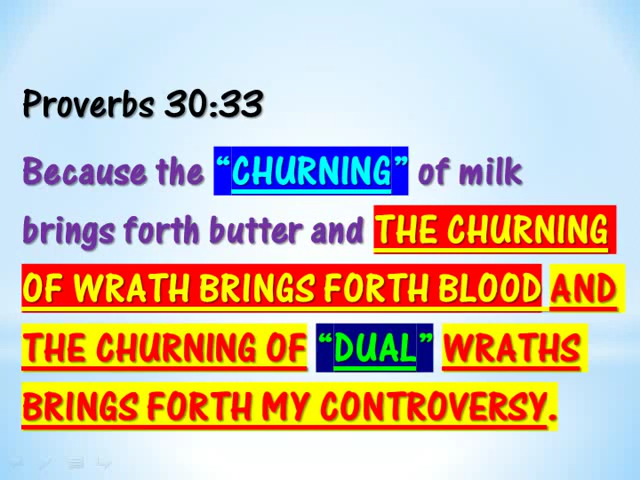 Proverbs 30:33
Because the “CHURNING” of milk
brings forth butter and THE CHURNING
OF WRATH BRINGS FORTH BLOOD AND
THE CHURNING OF “DUAL” WRATHS
BRINGS FORTH MY CONTROVERSY.